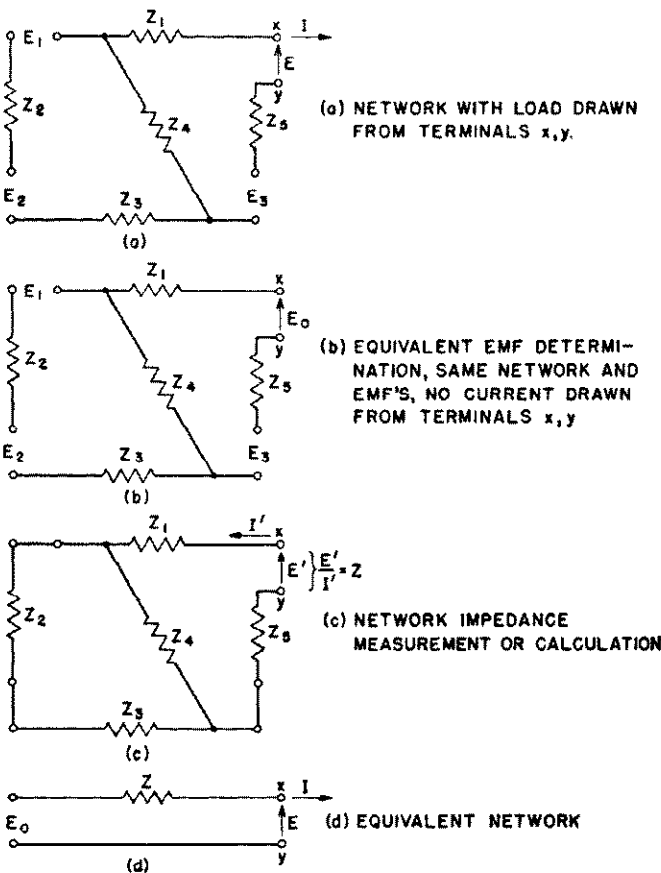 E₁ Z₁ x I
E
y
Z₂ Z₄ Z₅
E₂ E₃
Z₃
(a)
(a) NETWORK WITH LOAD DRAWN
FROM TERMINALS x,y.
E₁ Z₁ x
E₀
y
Z₂ Z₄ Z₅
E₂ E₃
Z₃
(b)
(b) EQUIVALENT EMF DETERMI-
NATION, SAME NETWORK AND
EMF'S, NO CURRENT DRAWN
FROM TERMINALS x,y
Z₁ I' x
E' } E'/I' = Z
y
Z₂ Z₄ Z₅
Z₃
(c)
(c) NETWORK IMPEDANCE
MEASUREMENT OR CALCULATION
Z x I
E₀ E
y
(d)
(d) EQUIVALENT NETWORK